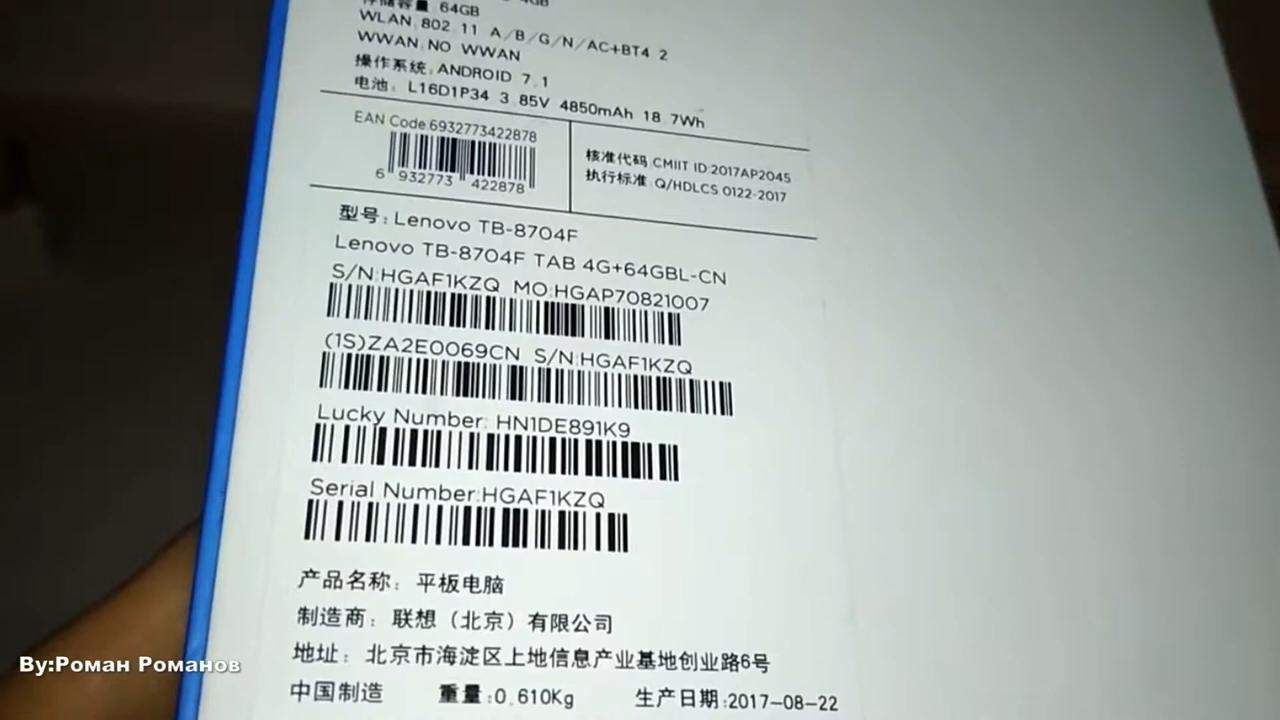 4GB
存储容量 64GB
WLAN 802.11 A/B/G/N/AC+BT4.2
WWAN:NO WWAN
操作系统:ANDROID 7.1
电池: L16D1P34 3.85V 4850mAh 18.7Wh
EAN Code:6932773422878
6 932773 422878
核准代码:CMIIT ID:2017AP2045
执行标准:Q/HDLCS 0122-2017
型号:Lenovo TB-8704F
Lenovo TB-8704F TAB 4G+64GBL-CN
S/N:HGAF1KZQ MO:HGAP70821007
(1S)ZA2E0069CN S/N:HGAF1KZQ
Lucky Number: HN1DE891K9
Serial Number:HGAF1KZQ
产品名称: 平板电脑
制造商: 联想(北京)有限公司
地址: 北京市海淀区上地信息产业基地创业路6号
中国制造 重量:0.610Kg 生产日期:2017-08-22
By:Роман Романов